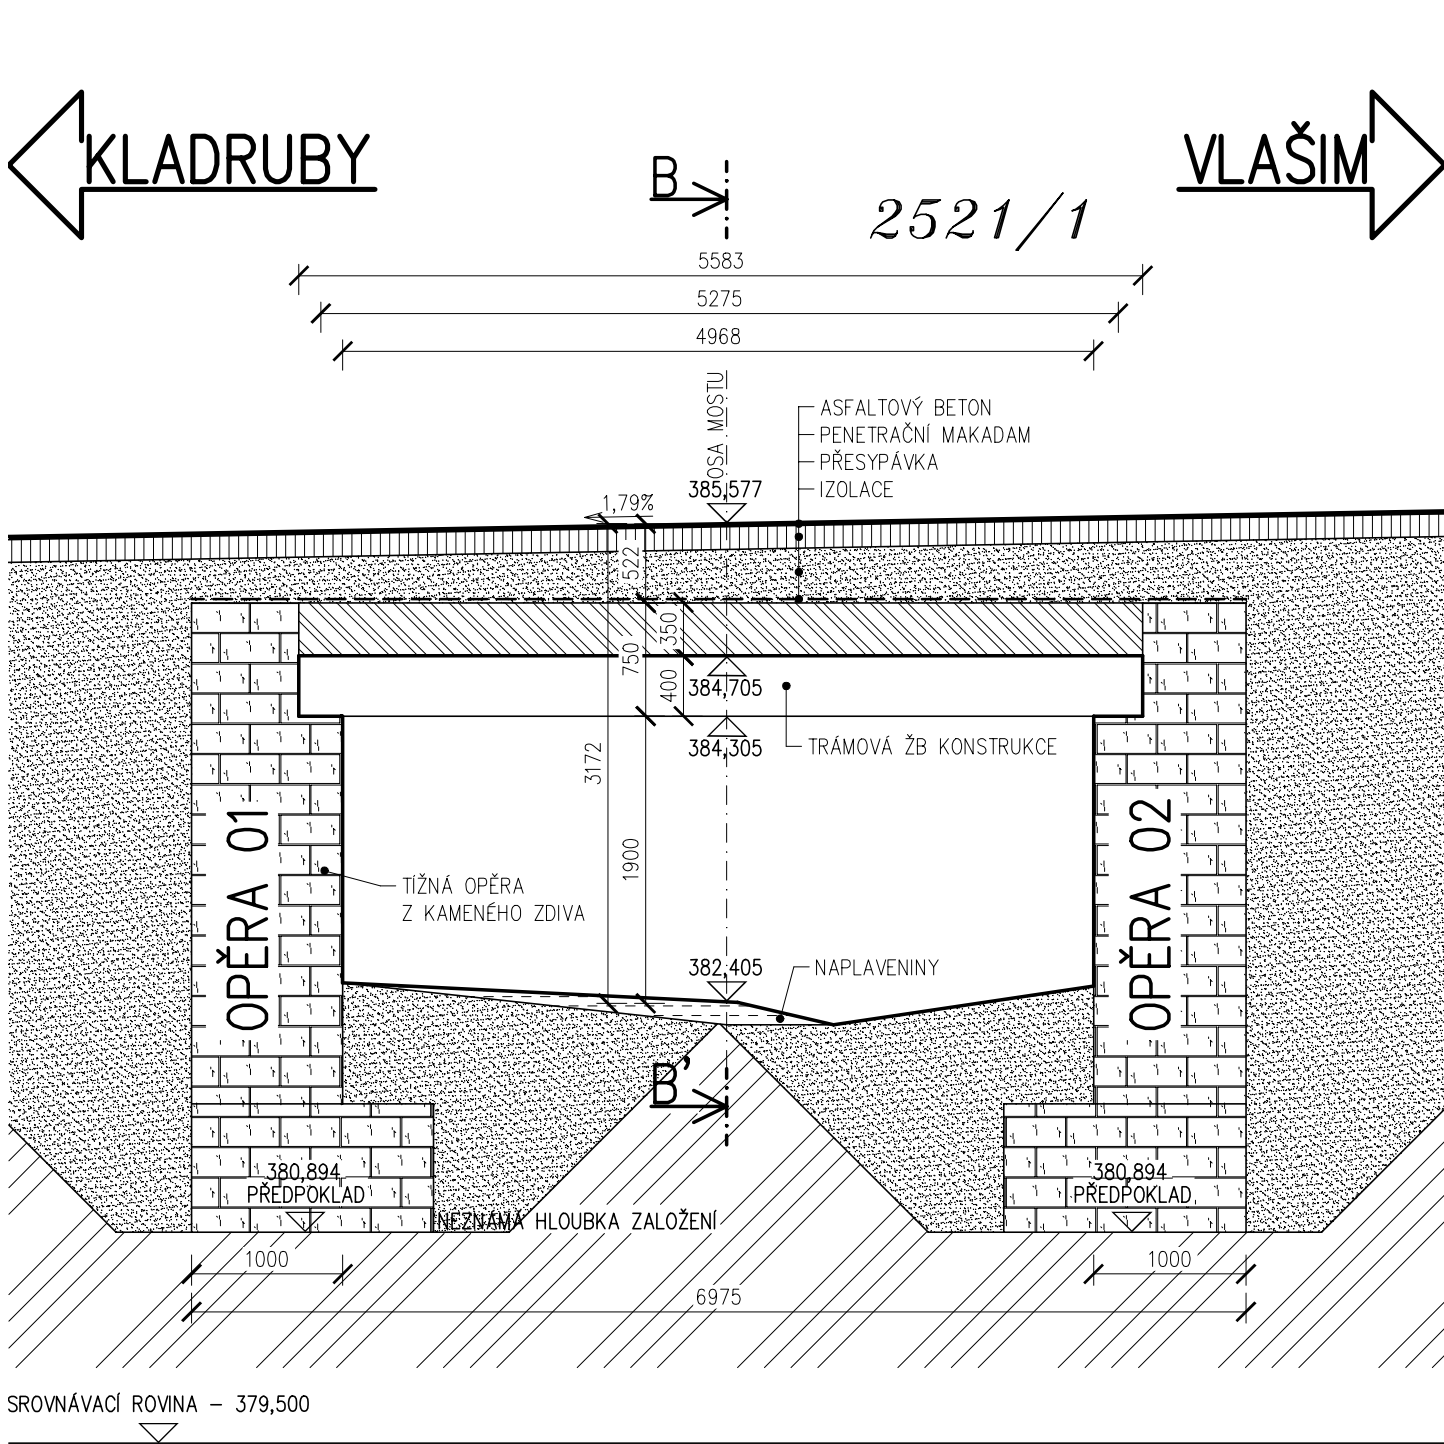 KLADRUBY
VLAŠIM
B
2521/1
5583
5275
4968
OSA MOSTU
ASFALTOVÝ BETON
PENETRAČNÍ MAKADAM
PŘESYPÁVKA
IZOLACE
385,577
1,79%
522
350
750
400
384,705
384,305
TRÁMOVÁ ŽB KONSTRUKCE
3172
1900
OPĚRA 01
OPĚRA 02
TÍŽNÁ OPĚRA
Z KAMENÉHO ZDIVA
382,405
NAPLAVENINY
B'
380,894
PŘEDPOKLAD
380,894
PŘEDPOKLAD
NEZNÁMÁ HLOUBKA ZALOŽENÍ
1000
1000
6975
SROVNÁVACÍ ROVINA – 379,500